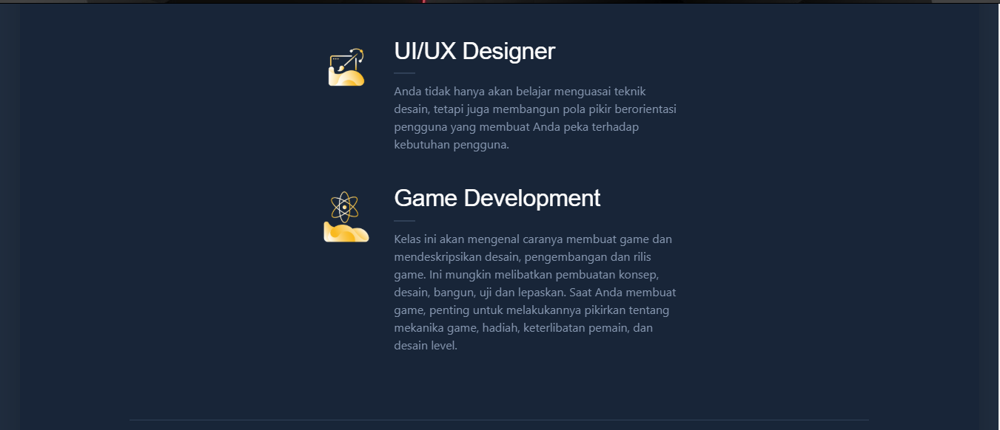 UI/UX Designer
Anda tidak hanya akan belajar menguasai teknik
desain, tetapi juga membangun pola pikir berorientasi
pengguna yang membuat Anda peka terhadap
kebutuhan pengguna.
Game Development
Kelas ini akan mengenal caranya membuat game dan
mendeskripsikan desain, pengembangan dan rilis
game. Ini mungkin melibatkan pembuatan konsep,
desain, bangun, uji dan lepaskan. Saat Anda membuat
game, penting untuk melakukannya pikirkan tentang
mekanika game, hadiah, keterlibatan pemain, dan
desain level.